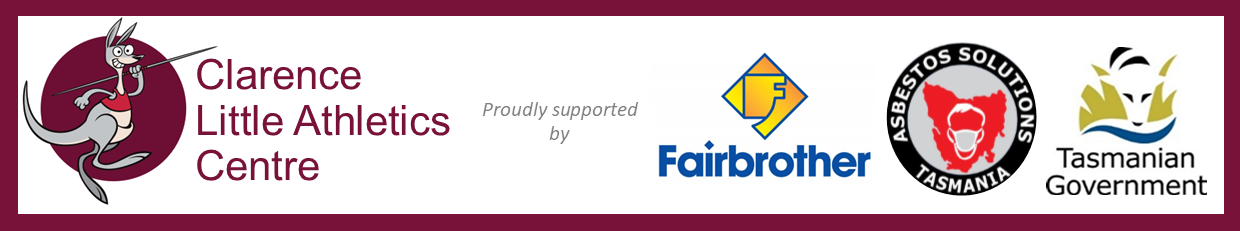 Clarence
Little Athletics
Centre
Proudly supported
by
F
Fairbrother
ASBESTOS SOLUTIONS
TASMANIA
Tasmanian
Government